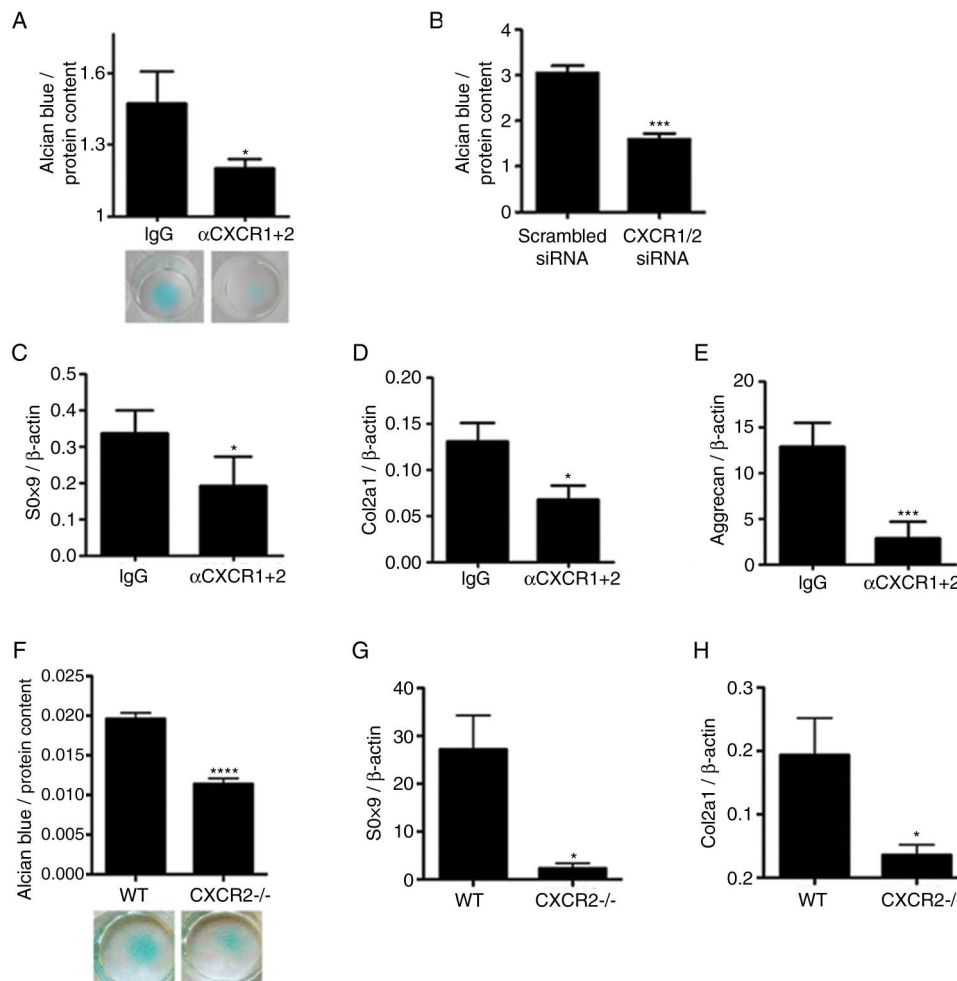 A
Alcian blue /
protein content
1.6
1.3
1
*
IgG
αCXCR1+2
B
Alcian blue /
protein content
4
3
2
1
0
***
Scrambled
siRNA
CXCR1/2
siRNA
C
S0×9 / β-actin
0.5
0.4
0.3
0.2
0.1
0.0
*
IgG
αCXCR1+2
D
Col2a1 / β-actin
0.20
0.15
0.10
0.05
0.00
*
IgG
αCXCR1+2
E
Aggrecan / β-actin
20
15
10
5
0
***
IgG
αCXCR1+2
F
Alcian blue / protein content
0.025
0.020
0.015
0.010
0.005
0.000
****
WT
CXCR2-/-
G
S0×9 / β-actin
40
30
20
10
0
*
WT
CXCR2-/-
H
Col2a1 / β-actin
0.3
0.2
0.1
0.2
*
WT
CXCR2-/-